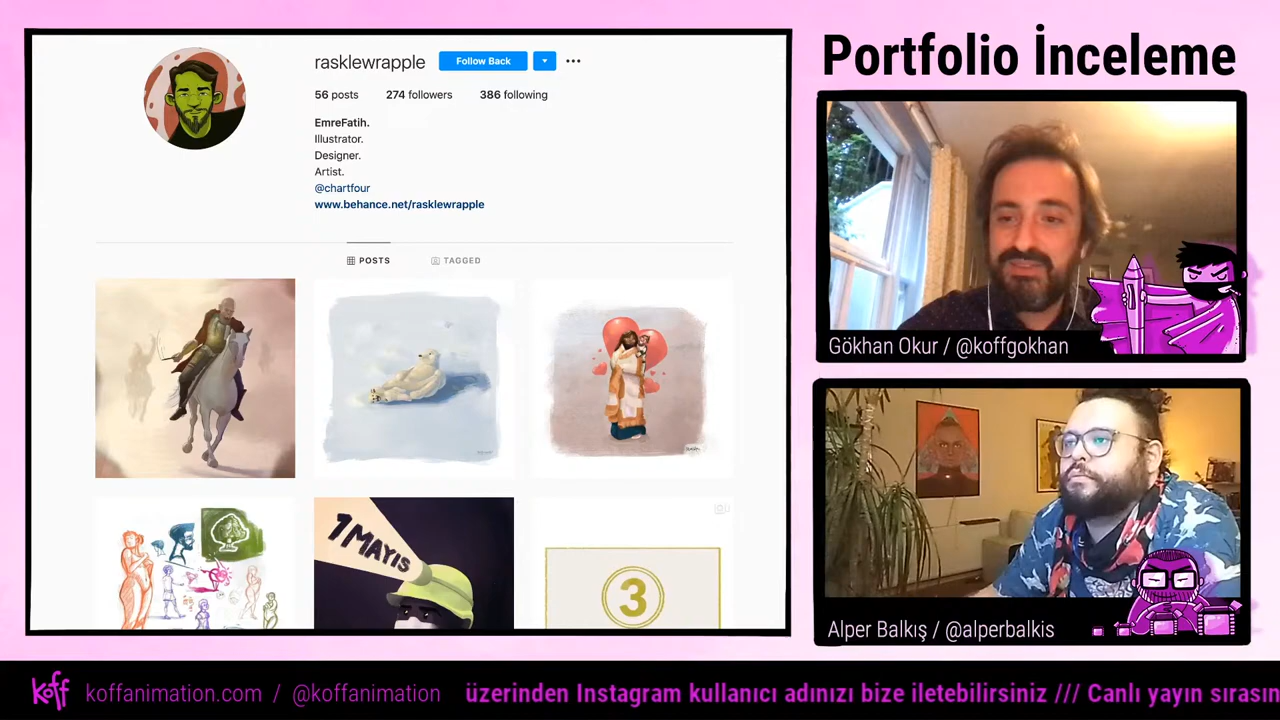 Portfolio İnceleme
rasklewrapple Follow Back
56 posts 274 followers 386 following
EmreFatih.
Illustrator.
Designer.
Artist.
@chartfour
www.behance.net/rasklewrapple
POSTS TAGGED
1 MAYIS
3
Gökhan Okur / @koffgokhan
Alper Balkış / @alperbalkis
koff koffanimation.com / @koffanimation üzerinden Instagram kullanıcı adınızı bize iletebilirsiniz /// Canlı yayın sırasın